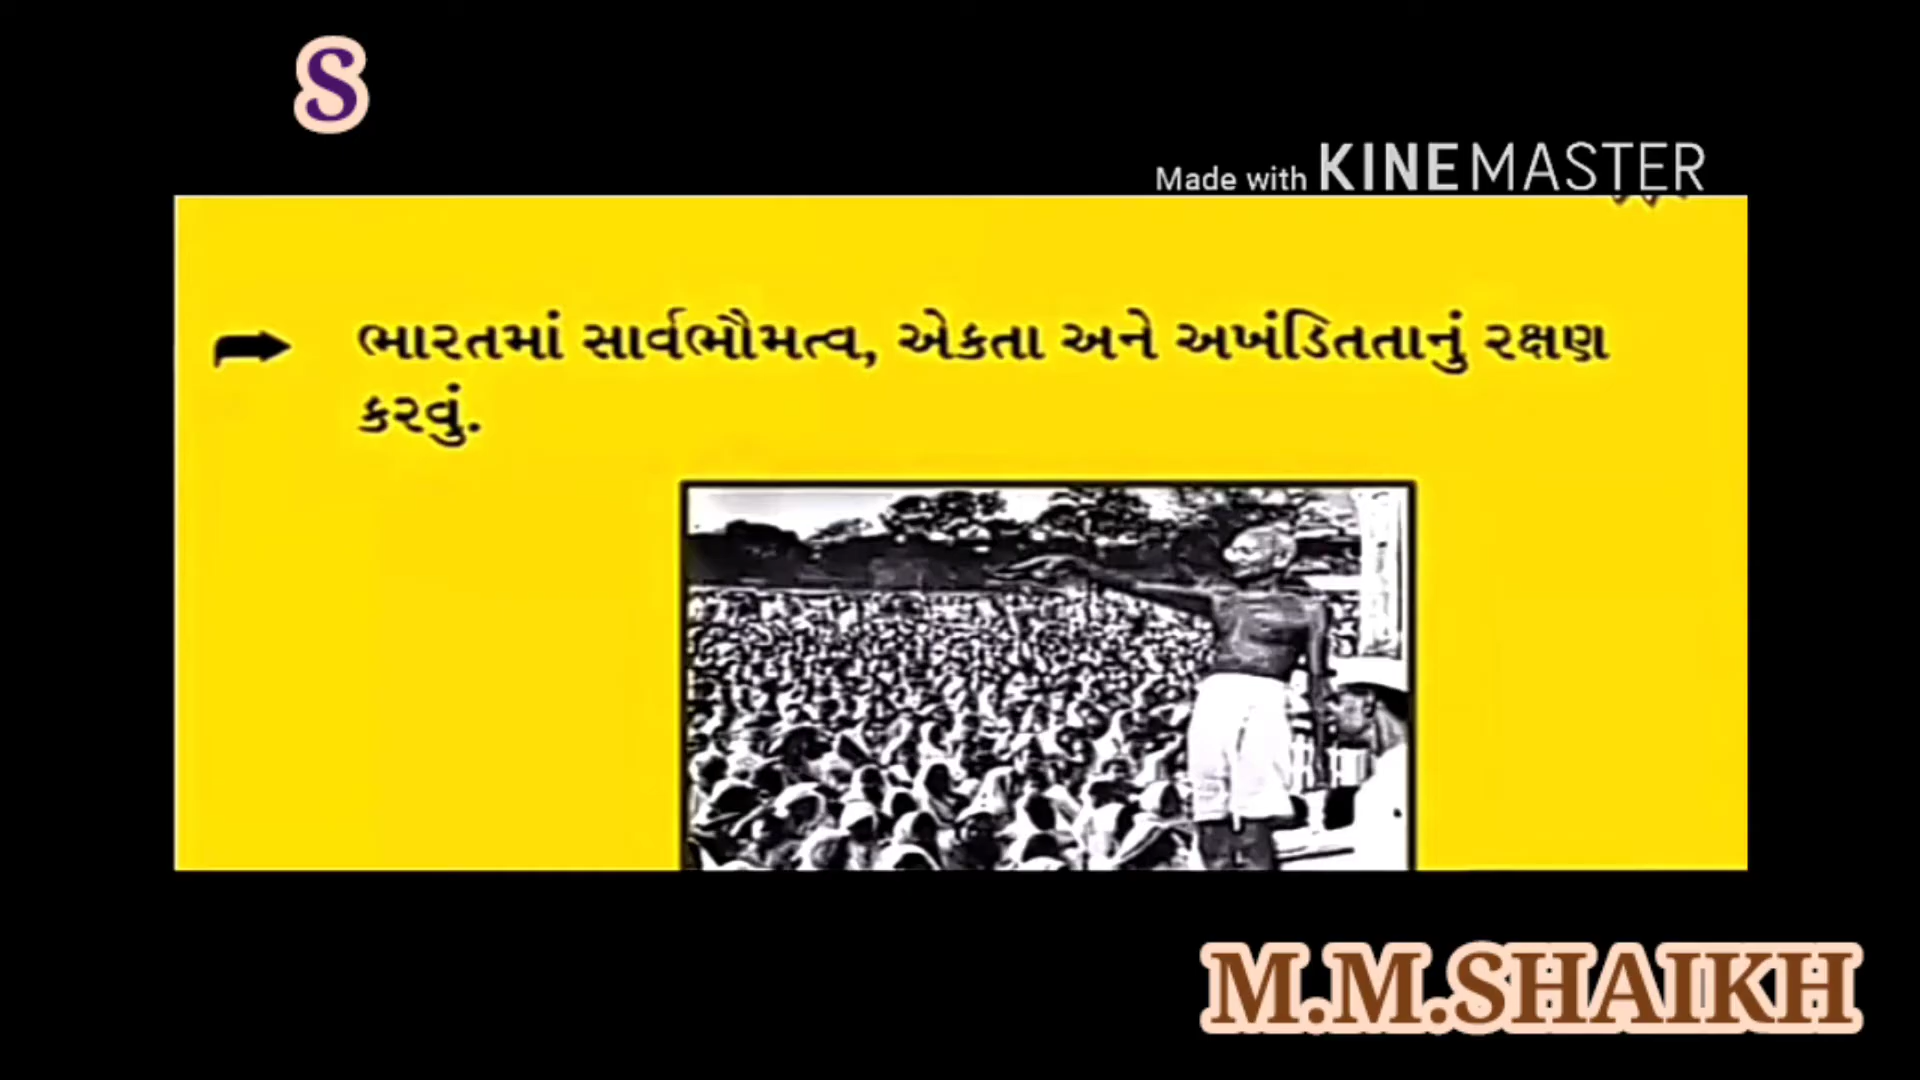 S
Made with KINEMASTER
ભારતમાં સાર્વભૌમત્વ, એકતા અને અખંડિતતાનું રક્ષણ
કરવું.
M.M.SHAIKH